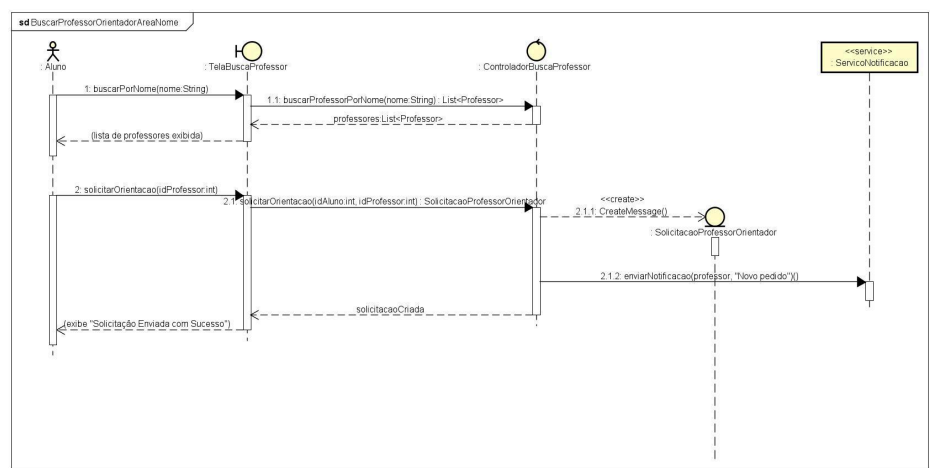 sd BuscarProfessorOrientadorAreaNome
: Aluno
: TelaBuscaProfessor
: ControladorBuscaProfessor
<<service>>
: ServicoNotificacao
1: buscarPorNome(nome:String)
1.1: buscarProfessorPorNome(nome:String) : List<Professor>
professores:List<Professor>
(lista de professores exibida)
2: solicitarOrientacao(idProfessor:int)
2.1: solicitarOrientacao(idAluno:int, idProfessor:int) : SolicitacaoProfessorOrientador
<<create>>
2.1.1: CreateMessage()
: SolicitacaoProfessorOrientador
2.1.2: enviarNotificacao(professor, "Novo pedido")()
solicitacaoCriada
(exibe "Solicitação Enviada com Sucesso")